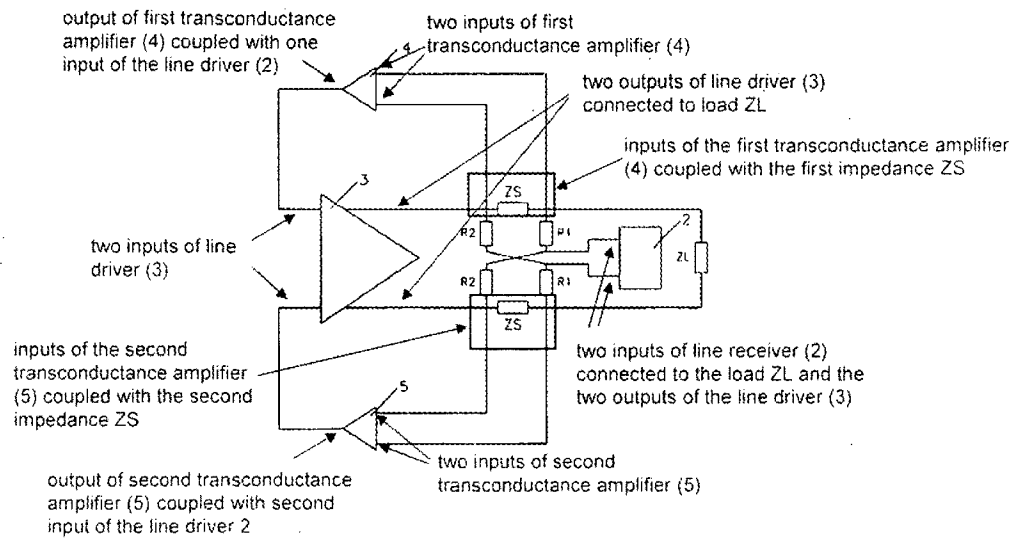 output of first transconductance
amplifier (4) coupled with one
input of the line driver (2)
two inputs of first
transconductance amplifier (4)
4
two outputs of line driver (3)
connected to load ZL
inputs of the first transconductance amplifier
(4) coupled with the first impedance ZS
3
ZS
2
R2
R1
ZL
two inputs of line
driver (3)
R2
R1
ZS
inputs of the second
transconductance amplifier
(5) coupled with the second
impedance ZS
two inputs of line receiver (2)
connected to the load ZL and the
two outputs of the line driver (3)
5
two inputs of second
transconductance amplifier (5)
output of second transconductance
amplifier (5) coupled with second
input of the line driver 2